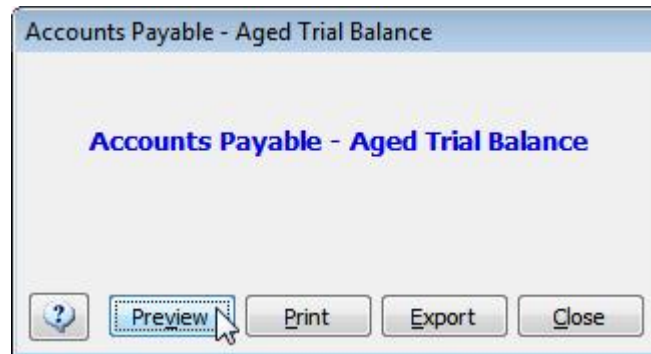 Accounts Payable - Aged Trial Balance
Accounts Payable - Aged Trial Balance
? Preview Print Export Close